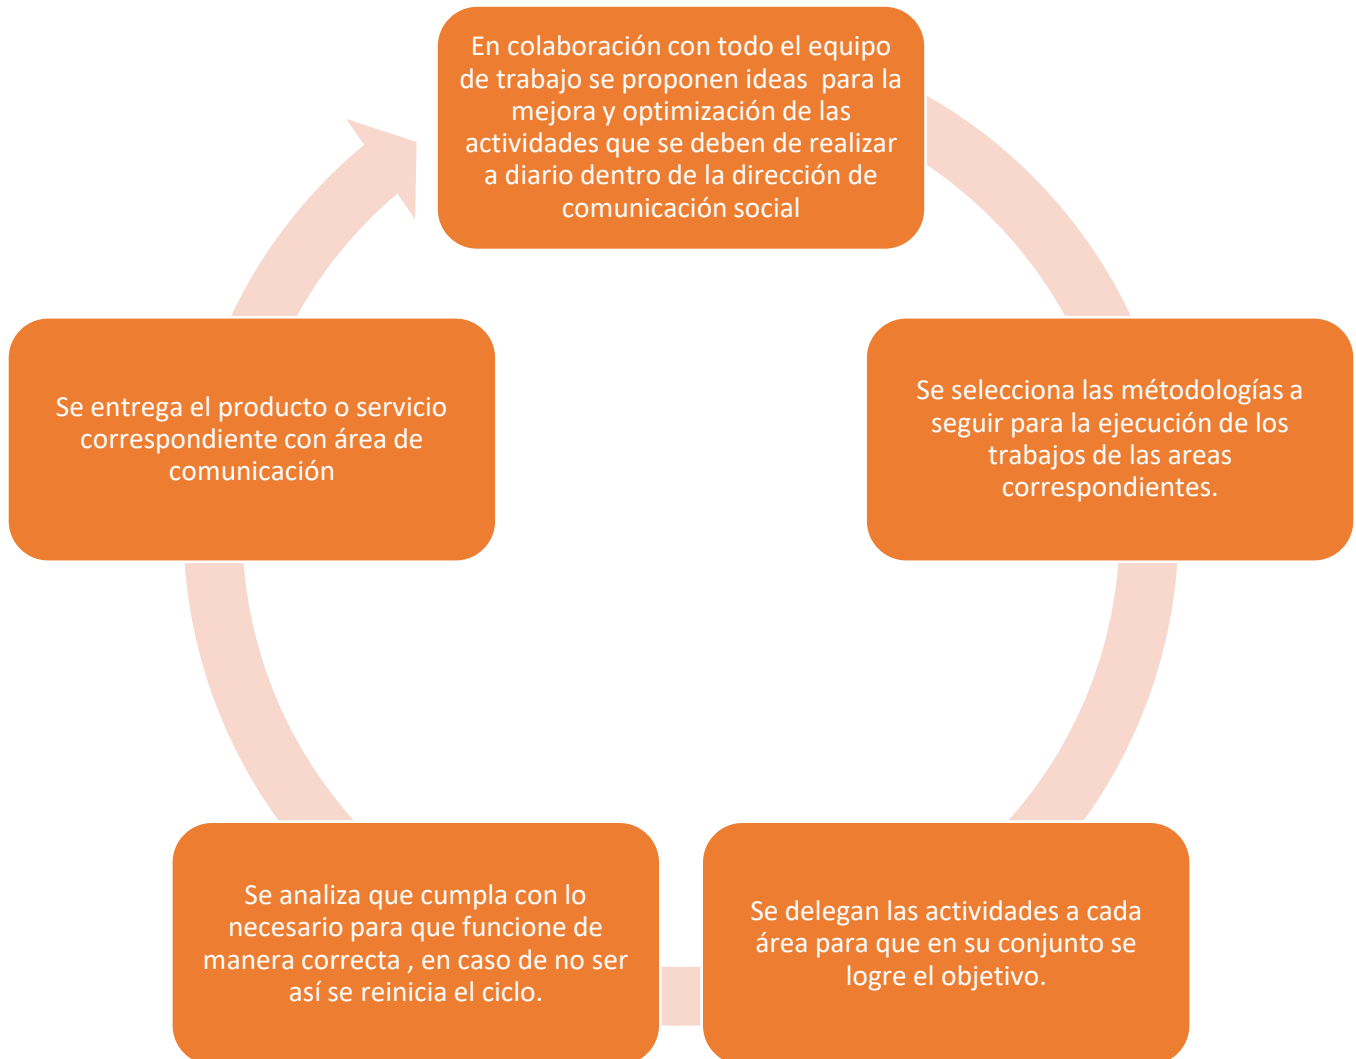 En colaboración con todo el equipo
de trabajo se proponen ideas  para la
mejora y optimización de las
actividades que se deben de realizar
a diario dentro de la dirección de
comunicación social
Se selecciona las métodologías a
seguir para la ejecución de los
trabajos de las areas
correspondientes.
Se delegan las actividades a cada
área para que en su conjunto se
logre el objetivo.
Se analiza que cumpla con lo
necesario para que funcione de
manera correcta , en caso de no ser
así se reinicia el ciclo.
Se entrega el producto o servicio
correspondiente con área de
comunicación